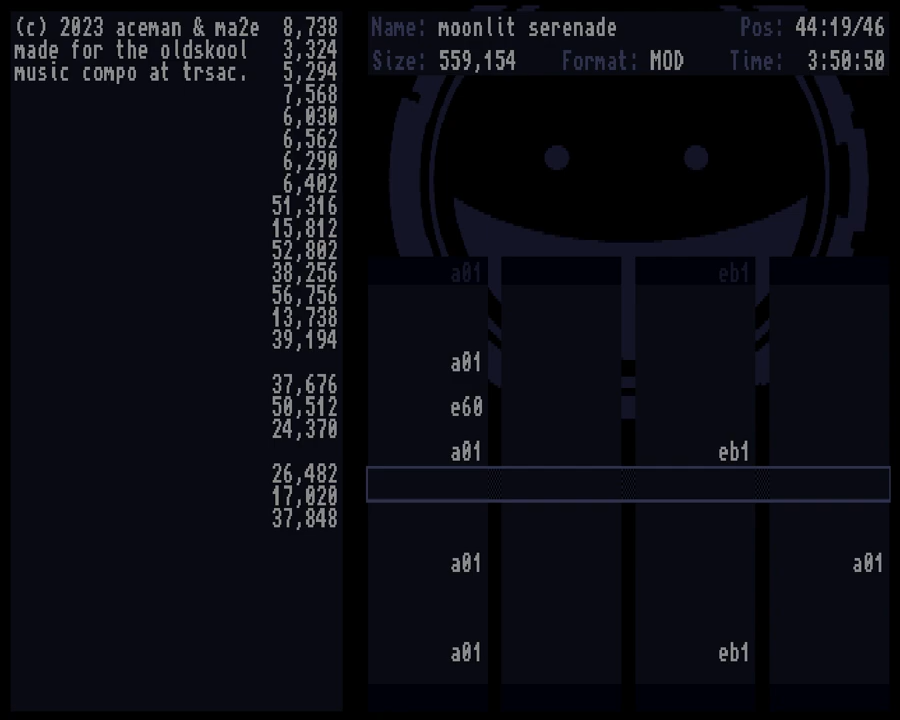 (c) 2023 aceman & ma2e 8,738
made for the oldskool 3,324
music compo at trsac. 5,294
7,568
6,030
6,562
6,290
6,402
51,316
15,812
52,802
38,256
56,756
13,738
39,194
37,676
50,512
24,370
26,482
17,020
37,848
Name: moonlit serenade Pos: 44:19/46
Size: 559,154 Format: MOD Time: 3:50:50
a01 eb1
a01
e60
a01 eb1
a01 a01
a01 eb1